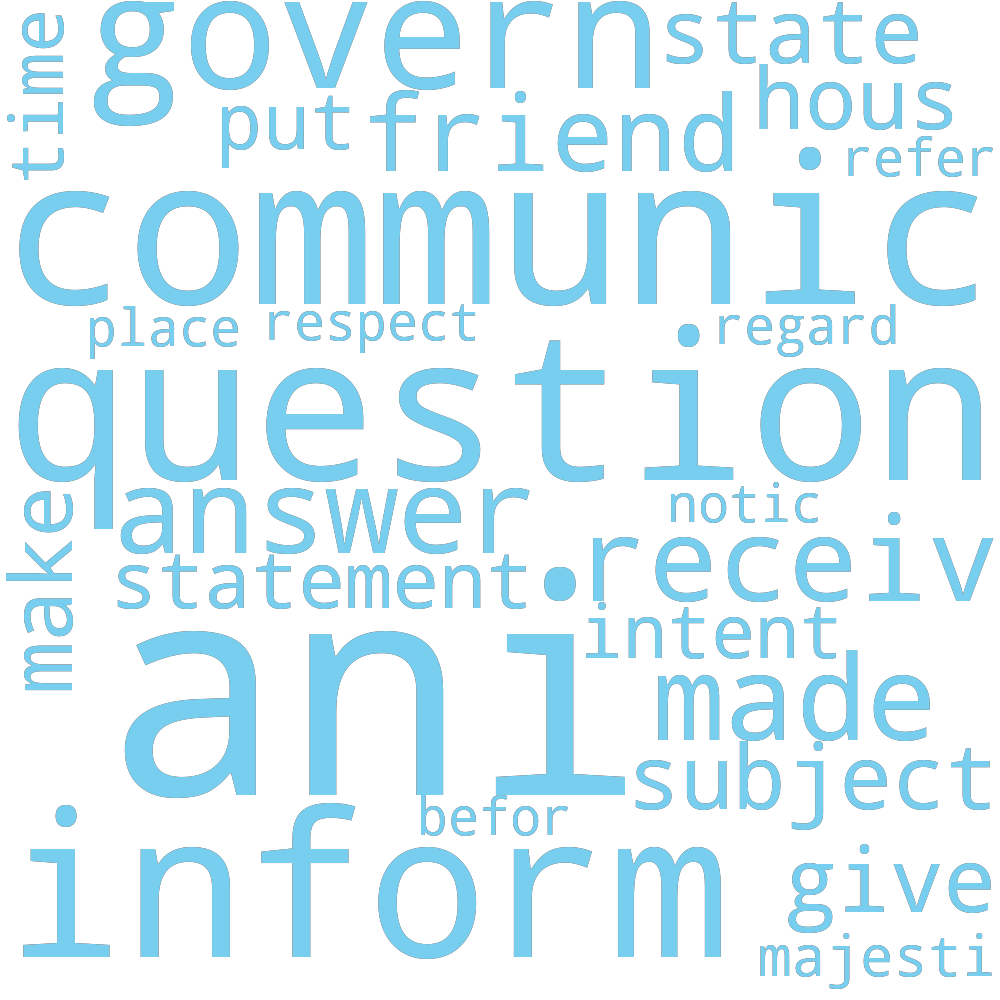 govern
state
time
put
friend
hous
refer
communic
place
respect
regard
question
make
answer
notic
receiv
statement
intent
ani
made
subject
befor
inform
give
majesti